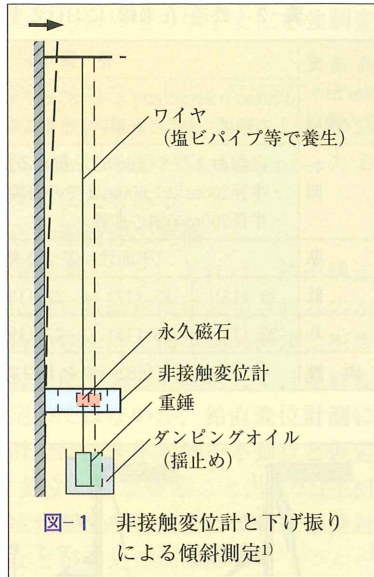 ワイヤ
(塩ビパイプ等で養生)
永久磁石
非接触変位計
重錘
ダンピングオイル
(揺止め)
図-1 非接触変位計と下げ振り
による傾斜測定1)